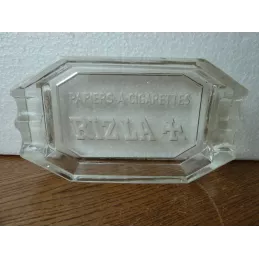 PAPIERS A CIGARETTES
RIZLA +